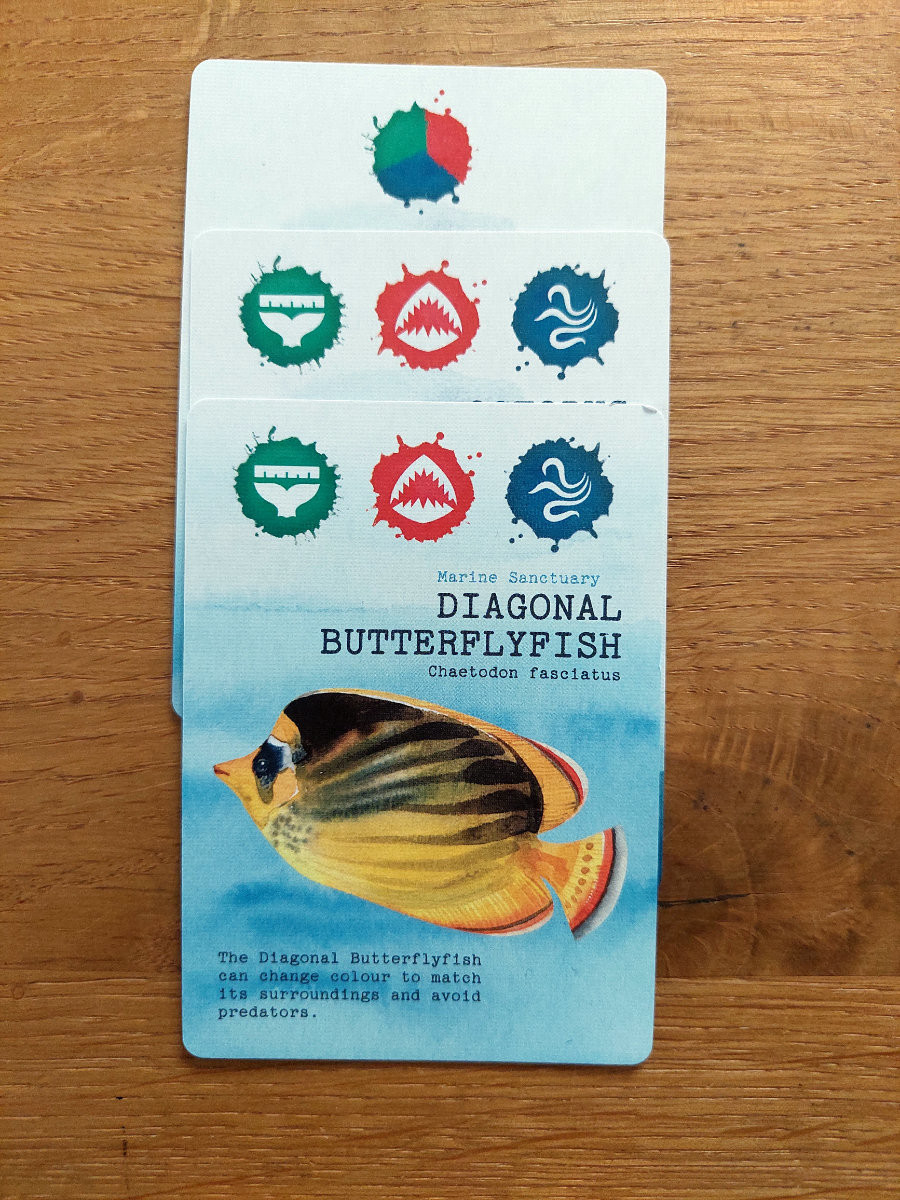 Marine Sanctuary
DIAGONAL
BUTTERFLYFISH
Chaetodon fasciatus
The Diagonal Butterflyfish
can change colour to match
its surroundings and avoid
predators.